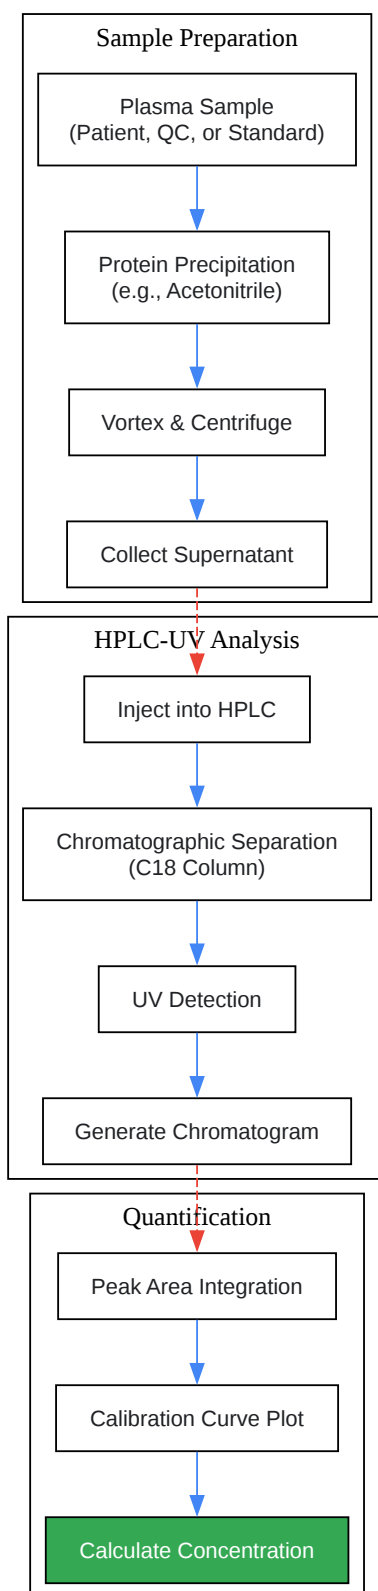 Sample Preparation
Plasma Sample
(Patient, QC, or Standard)
Protein Precipitation
(e.g., Acetonitrile)
Vortex & Centrifuge
Collect Supernatant
HPLC-UV Analysis
Inject into HPLC
Chromatographic Separation
(C18 Column)
UV Detection
Generate Chromatogram
Quantification
Peak Area Integration
Calibration Curve Plot
Calculate Concentration